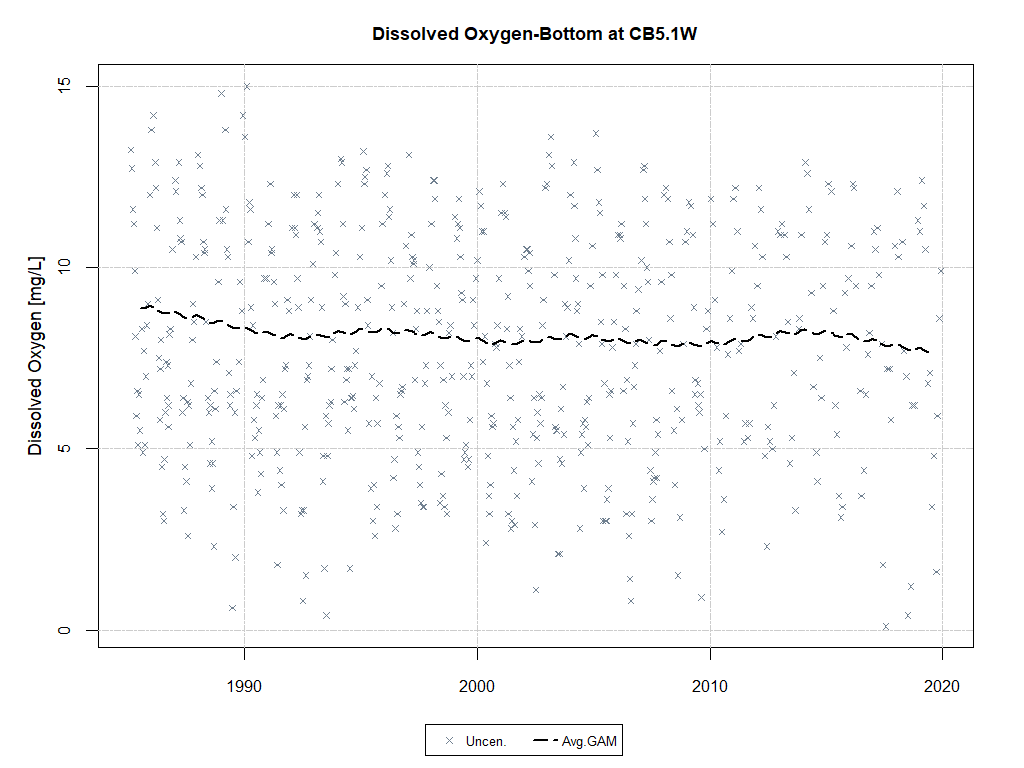 Dissolved Oxygen-Bottom at CB5.1W
Dissolved Oxygen [mg/L]
15
10
5
0
1990 2000 2010 2020
Uncen. Avg.GAM